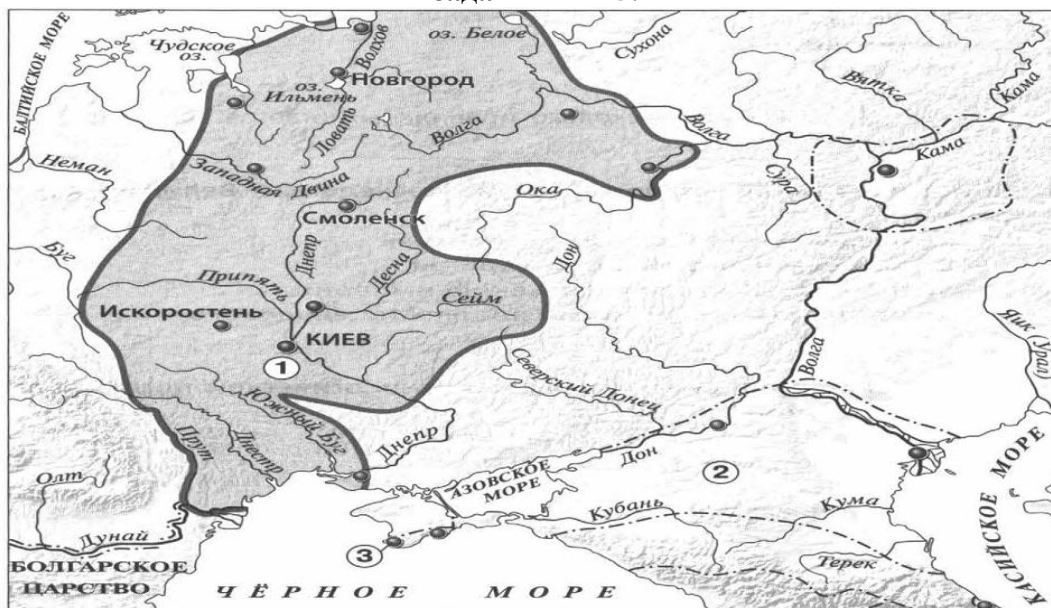 Чудское
оз.
оз. Белое
Сухона
Волхов
Новгород
оз.
Ильмень
Вятка
Кама
БАЛТИЙСКОЕ МОРЕ
Ловать
Волга
Волга
Кама
Неман
Западная Двина
Сура
Ока
Смоленск
Днепр
Десна
Дон
Буг
Припять
Сейм
Искоростень
КИЕВ
1
Волга
Яик
Урал)
Северский Донец
Южный Буг
Прут
Днестр
Днепр
Дон
2
Олт
АЗОВСКОЕ
МОРЕ
Кубань
Кума
Дунай
3
Терек
БОЛГАРСКОЕ
ЦАРСТВО
ЧЁРНОЕ МОРЕ
КАСПИЙСКОЕ МОРЕ